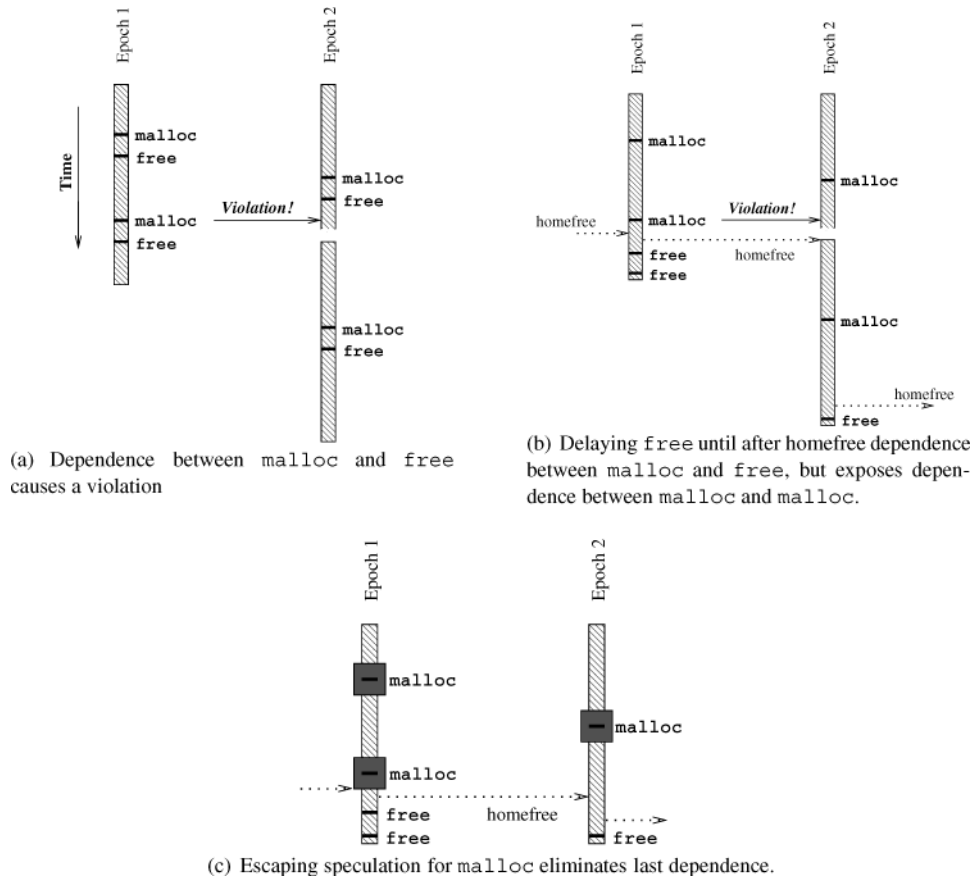 Epoch 1
Epoch 2
Time
malloc
free
malloc
free
malloc
free
Violation!
malloc
free
(a) Dependence between malloc and free
causes a violation
Epoch 1
Epoch 2
malloc
malloc
malloc
Violation!
homefree
homefree
free
free
malloc
homefree
free
(b) Delaying free until after homefree dependence
between malloc and free, but exposes depen-
dence between malloc and malloc.
Epoch 1
Epoch 2
malloc
malloc
malloc
homefree
free
free
free
(c) Escaping speculation for malloc eliminates last dependence.